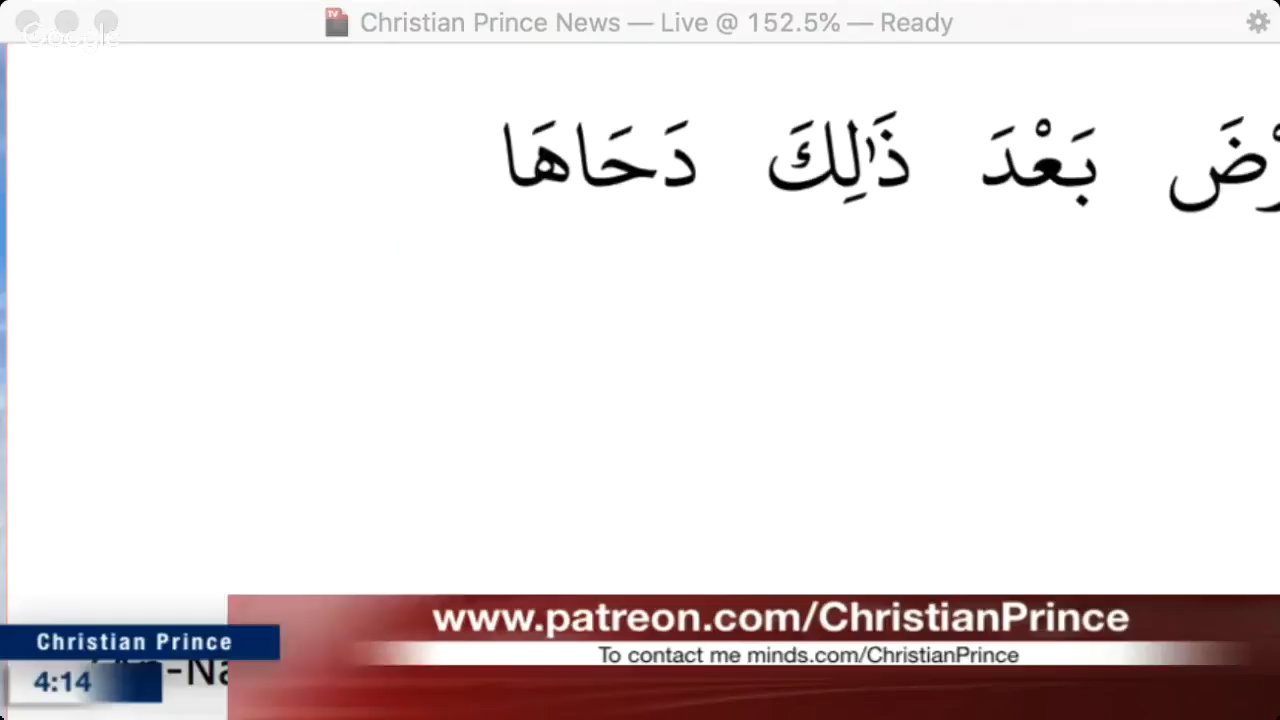 Christian Prince News — Live @ 152.5% — Ready
Google
بَعْدَ ذَٰلِكَ دَحَاهَا
www.patreon.com/ChristianPrince
To contact me minds.com/ChristianPrince
Christian Prince
4:14